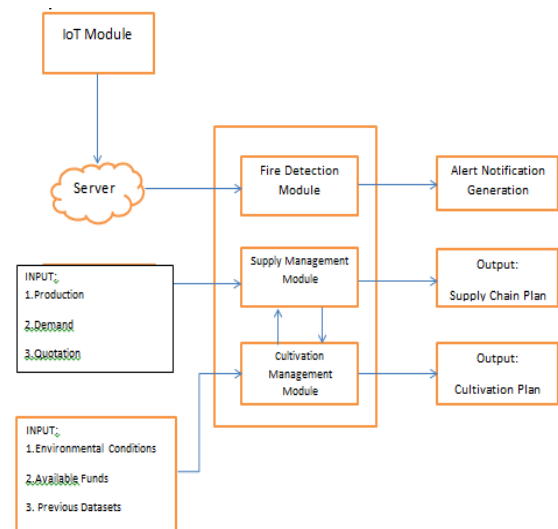 IoT Module
Server
Fire Detection
Module
Alert Notification
Generation
INPUT:
1.Production
2.Demand
3.Quotation
Supply Management
Module
Output:
Supply Chain Plan
Cultivation
Management
Module
Output:
Cultivation Plan
INPUT:
1.Environmental Conditions
2.Available Funds
3. Previous Datasets